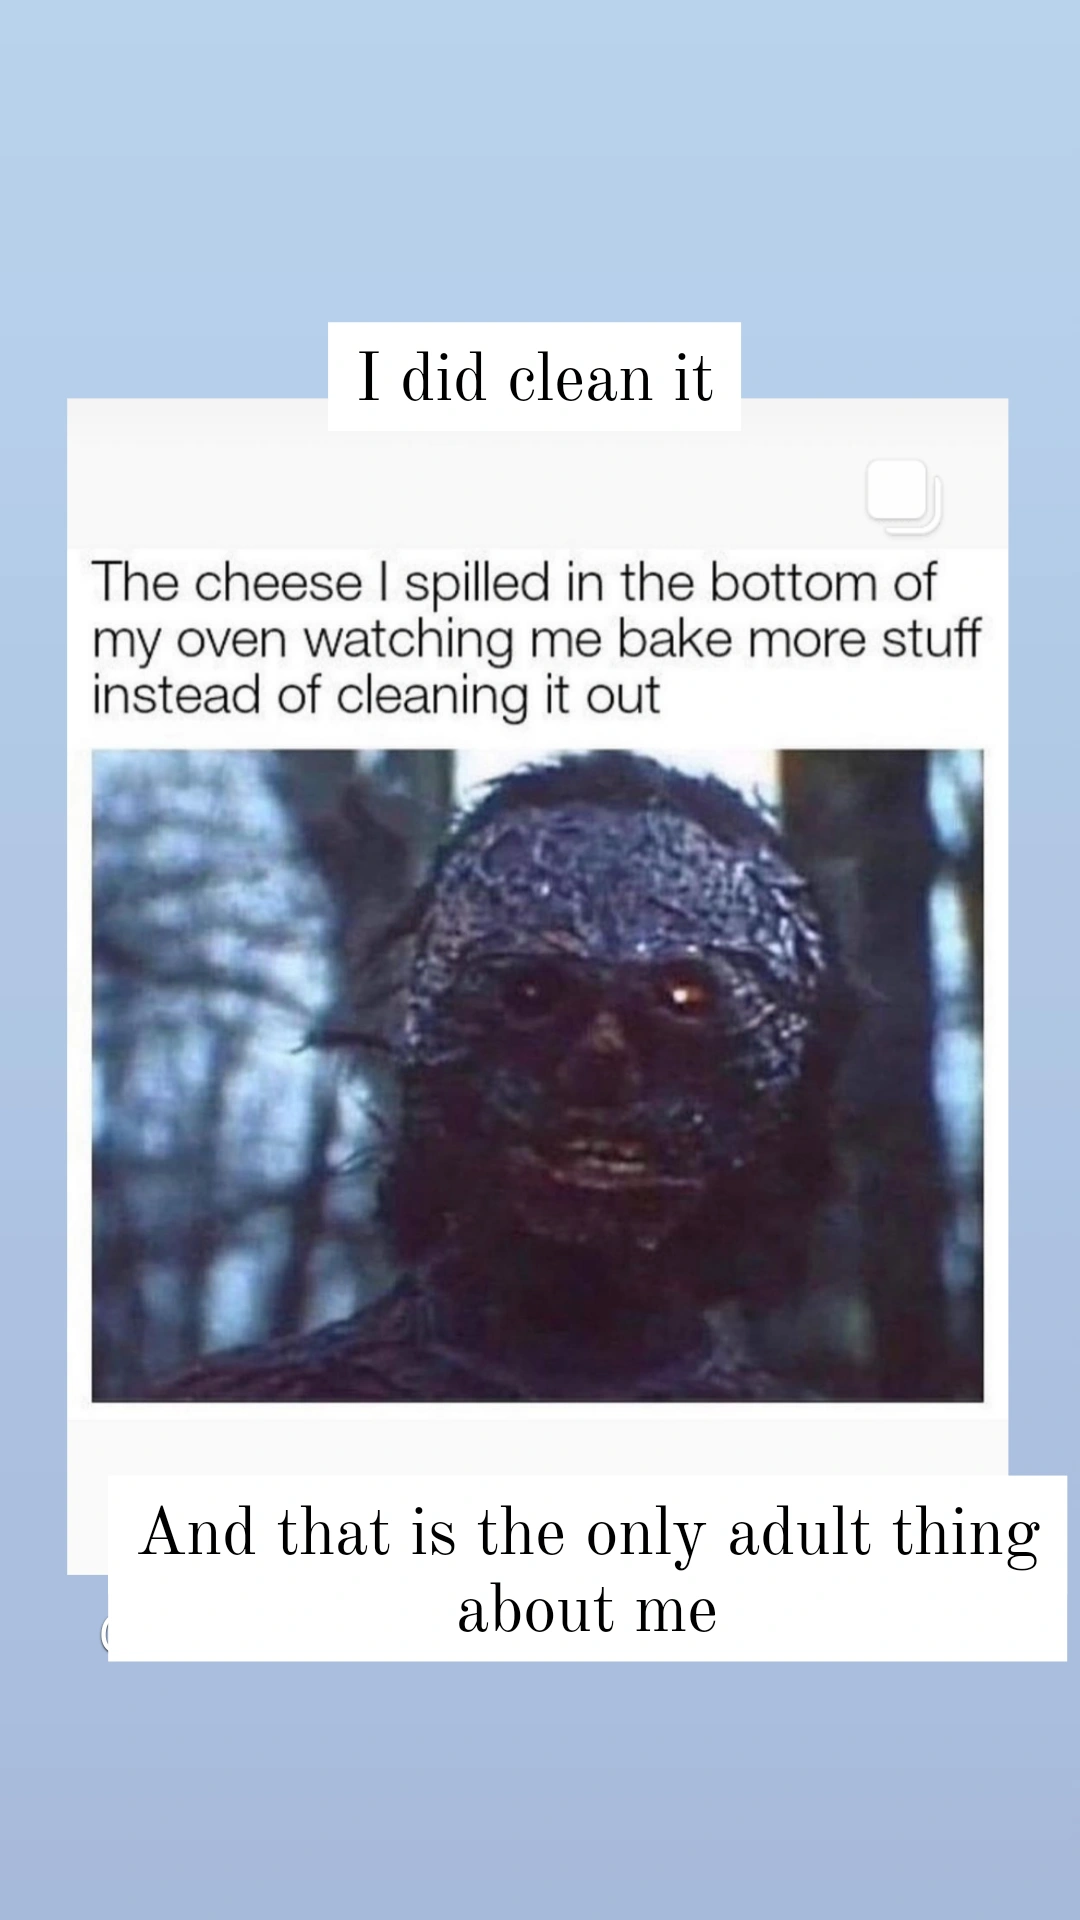 I did clean it
The cheese I spilled in the bottom of
my oven watching me bake more stuff
instead of cleaning it out
And that is the only adult thing
about me